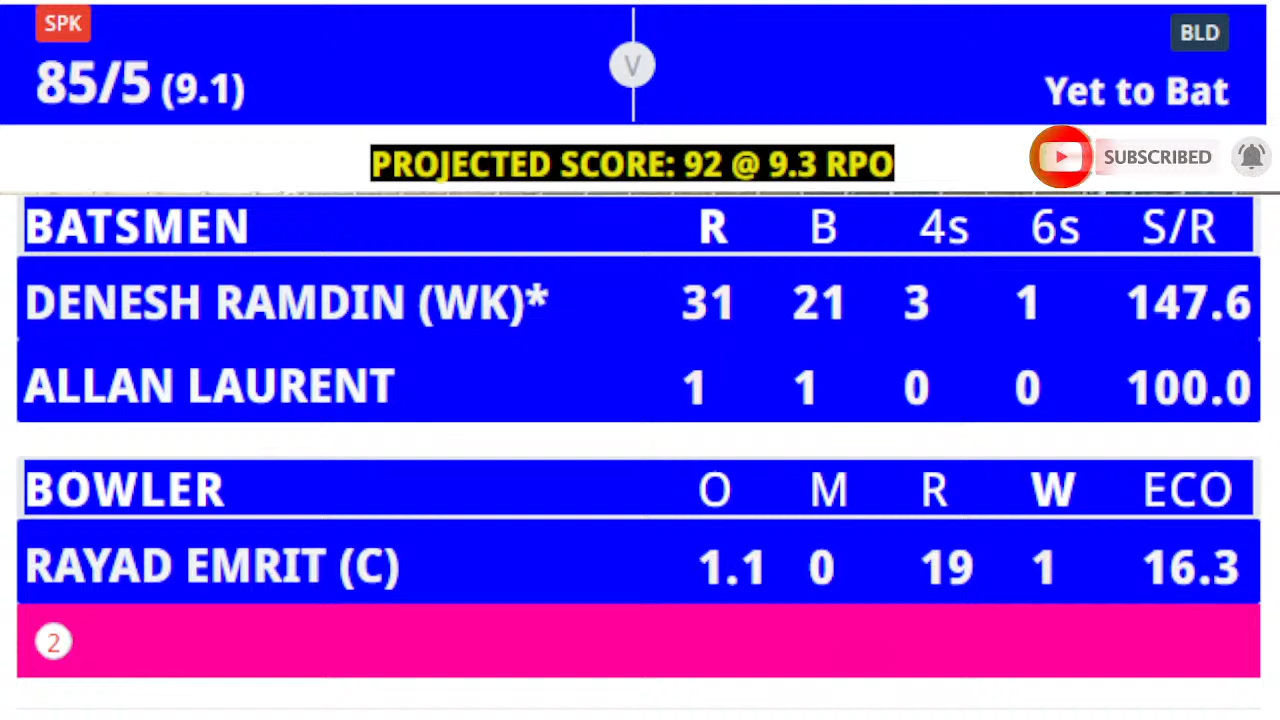 SPK BLD
85/5 (9.1) V Yet to Bat
PROJECTED SCORE: 92 @ 9.3 RPO SUBSCRIBED
BATSMEN R B 4s 6s S/R
DENESH RAMDIN (WK)* 31 21 3 1 147.6
ALLAN LAURENT 1 1 0 0 100.0
BOWLER O M R W ECO
RAYAD EMRIT (C) 1.1 0 19 1 16.3
2